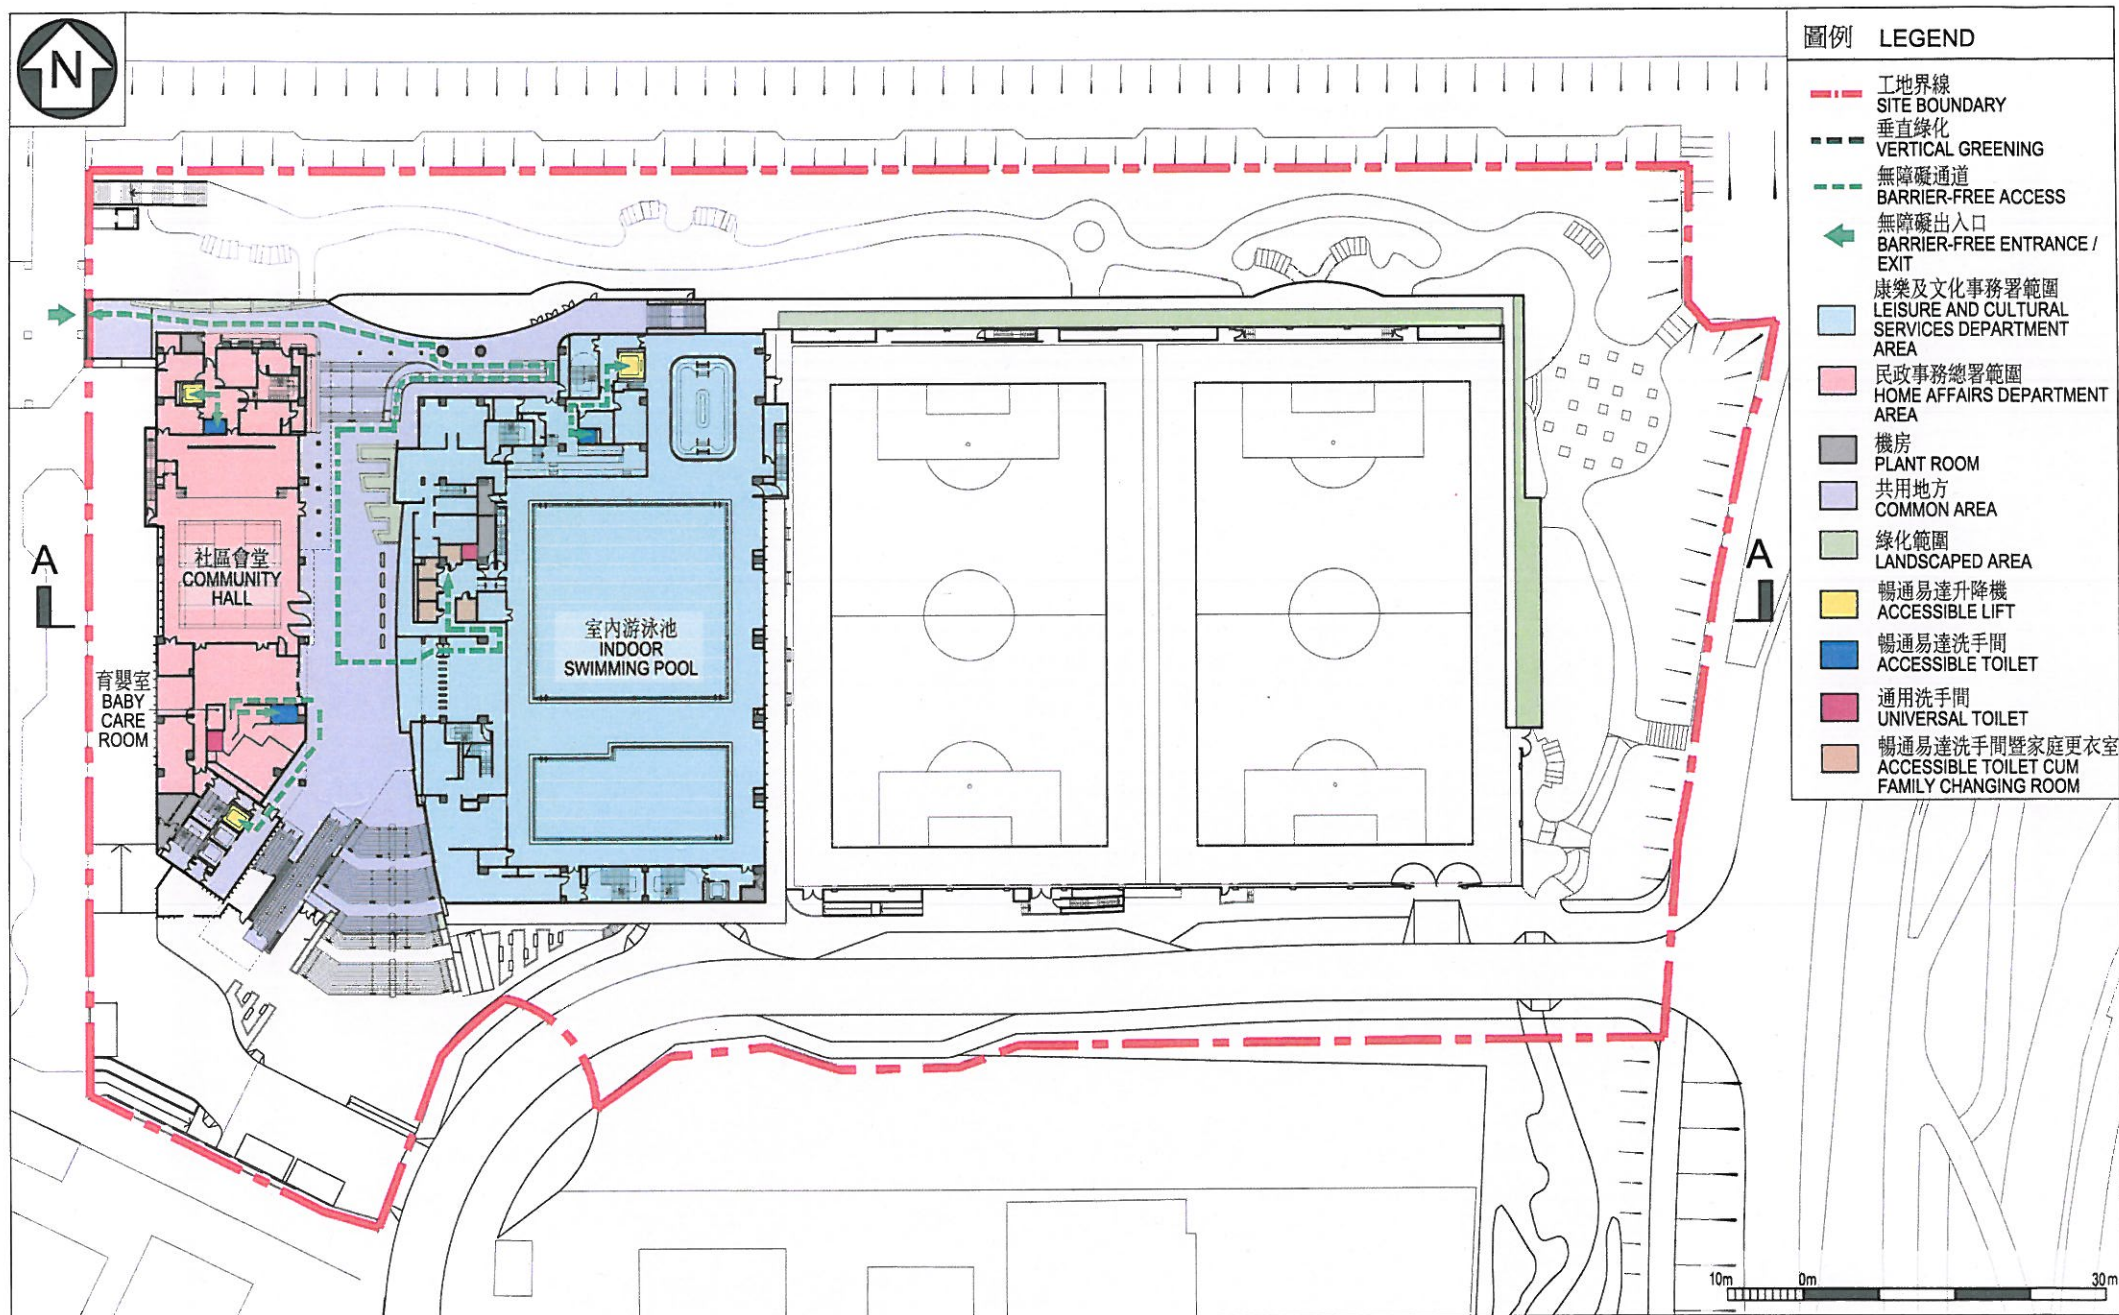 N
圖例 LEGEND
工地界線
SITE BOUNDARY
垂直綠化
VERTICAL GREENING
無障礙通道
BARRIER-FREE ACCESS
無障礙出入口
BARRIER-FREE ENTRANCE /
EXIT
康樂及文化事務署範圍
LEISURE AND CULTURAL
SERVICES DEPARTMENT
AREA
民政事務總署範圍
HOME AFFAIRS DEPARTMENT
AREA
機房
PLANT ROOM
共用地方
COMMON AREA
綠化範圍
LANDSCAPED AREA
暢通易達升降機
ACCESSIBLE LIFT
暢通易達洗手間
ACCESSIBLE TOILET
通用洗手間
UNIVERSAL TOILET
暢通易達洗手間暨家庭更衣室
ACCESSIBLE TOILET CUM
FAMILY CHANGING ROOM
A
A
社區會堂
COMMUNITY
HALL
室內游泳池
INDOOR
SWIMMING POOL
育嬰室
BABY
CARE
ROOM
10m 0m 30m